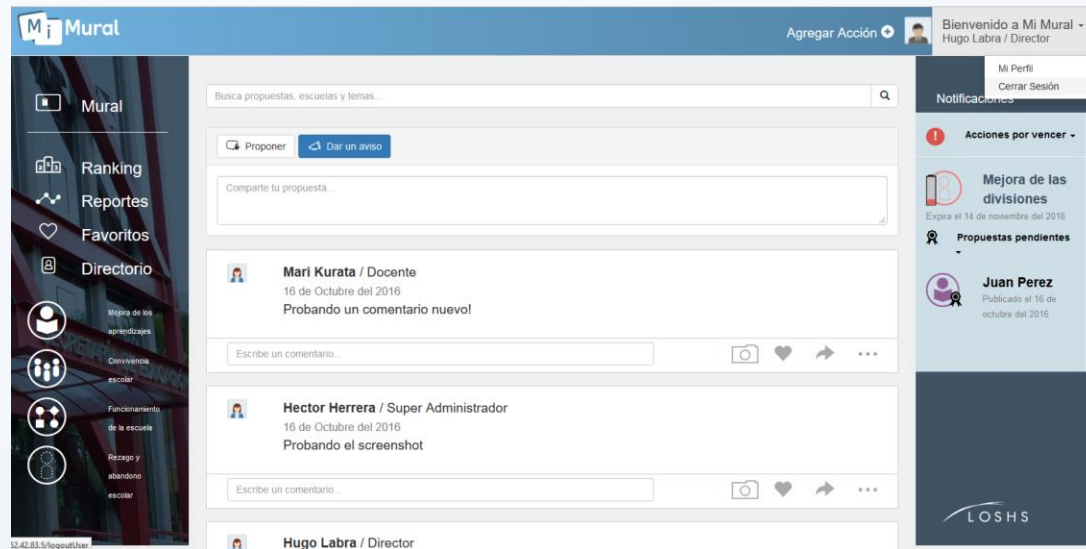 Mi Mural
Agregar Acción
Bienvenido a Mi Mural
Hugo Labra / Director
Mi Perfil
Cerrar Sesión
Mural
Ranking
Reportes
Favoritos
Directorio
Mejora de los
aprendizajes
Convivencia
escolar
Funcionamiento
de la escuela
Rezago y
abandono
escolar
Busca propuestas, escuelas y temas...
Proponer
Dar un aviso
Comparte tu propuesta...
Mari Kurata / Docente
16 de Octubre del 2016
Probando un comentario nuevo!
Escribe un comentario...
Hector Herrera / Super Administrador
16 de Octubre del 2016
Probando el screenshot
Escribe un comentario...
Hugo Labra / Director
Notificaciones
Acciones por vencer
Mejora de las
divisiones
Expira el 14 de noviembre del 2016
Propuestas pendientes
Juan Perez
Publicado el 16 de
octubre del 2016
LOSHS
52.42.83.5/logoutUser